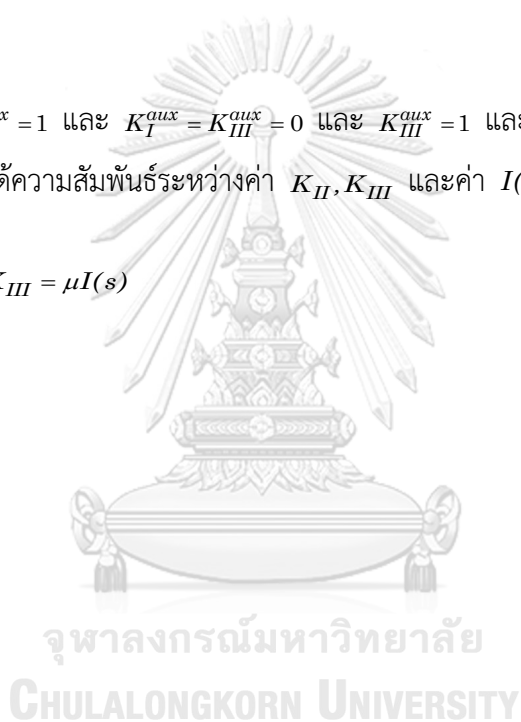 x = 1 และ K_I^{aux} = K_{III}^{aux} = 0 และ K_{III}^{aux} = 1 และ
ความสัมพันธ์ระหว่างค่า K_{II}, K_{III} และค่า I(
K_{III} = μI(s)
จุฬาลงกรณ์มหาวิทยาลัย
CHULALONGKORN UNIVERSITY